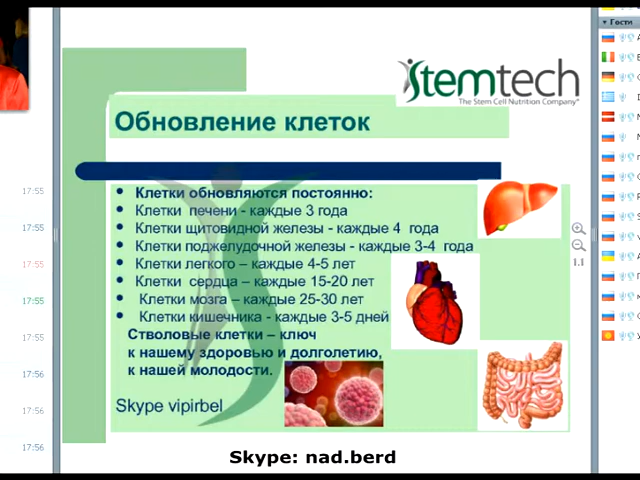 Гости
Stemtech
The Stem Cell Nutrition Company
Обновление клеток
Клетки обновляются постоянно:
Клетки печени - каждые 3 года
Клетки щитовидной железы - каждые 4 года
Клетки поджелудочной железы - каждые 3-4 года
Клетки легкого – каждые 4-5 лет
Клетки сердца – каждые 15-20 лет
Клетки мозга – каждые 25-30 лет
Клетки кишечника - каждые 3-5 дней
Стволовые клетки – ключ
к нашему здоровью и долголетию,
к нашей молодости.
Skype vipirbel
Skype: nad.berd
17:55
17:55
17:55
17:55
17:55
17:56
17:56
17:56
1:1